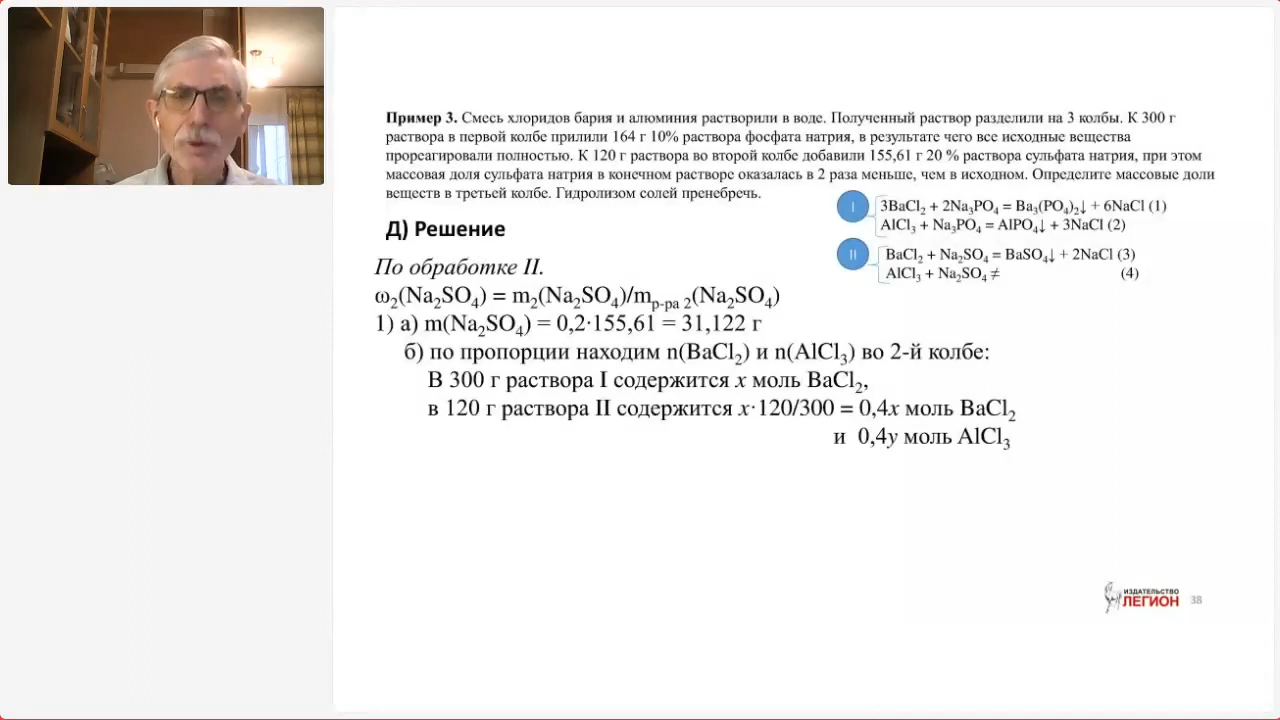 Пример 3. Смесь хлоридов бария и алюминия растворили в воде. Полученный раствор разделили на 3 колбы. К 300 г
раствора в первой колбе прилили 164 г 10% раствора фосфата натрия, в результате чего все исходные вещества
прореагировали полностью. К 120 г раствора во второй колбе добавили 155,61 г 20 % раствора сульфата натрия, при этом
массовая доля сульфата натрия в конечном растворе оказалась в 2 раза меньше, чем в исходном. Определите массовые доли
веществ в третьей колбе. Гидролизом солей пренебречь.
I
3BaCl₂ + 2Na₃PO₄ = Ba₃(PO₄)₂↓ + 6NaCl (1)
AlCl₃ + Na₃PO₄ = AlPO₄↓ + 3NaCl (2)
II
BaCl₂ + Na₂SO₄ = BaSO₄↓ + 2NaCl (3)
AlCl₃ + Na₂SO₄ ≠ (4)
Д) Решение
По обработке II.
ω₂(Na₂SO₄) = m₂(Na₂SO₄)/mр-ра 2(Na₂SO₄)
1) а) m(Na₂SO₄) = 0,2·155,61 = 31,122 г
б) по пропорции находим n(BaCl₂) и n(AlCl₃) во 2-й колбе:
В 300 г раствора I содержится x моль BaCl₂,
в 120 г раствора II содержится x·120/300 = 0,4x моль BaCl₂
и 0,4y моль AlCl₃
ИЗДАТЕЛЬСТВО
ЛЕГИОН
38